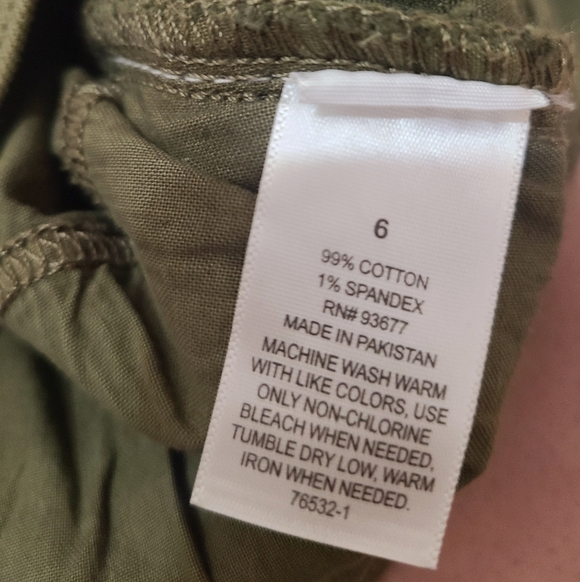 6
99% COTTON
1% SPANDEX
RN# 93677
MADE IN PAKISTAN
MACHINE WASH WARM
WITH LIKE COLORS, USE
ONLY NON-CHLORINE
BLEACH WHEN NEEDED,
TUMBLE DRY LOW, WARM
IRON WHEN NEEDED.
76532-1